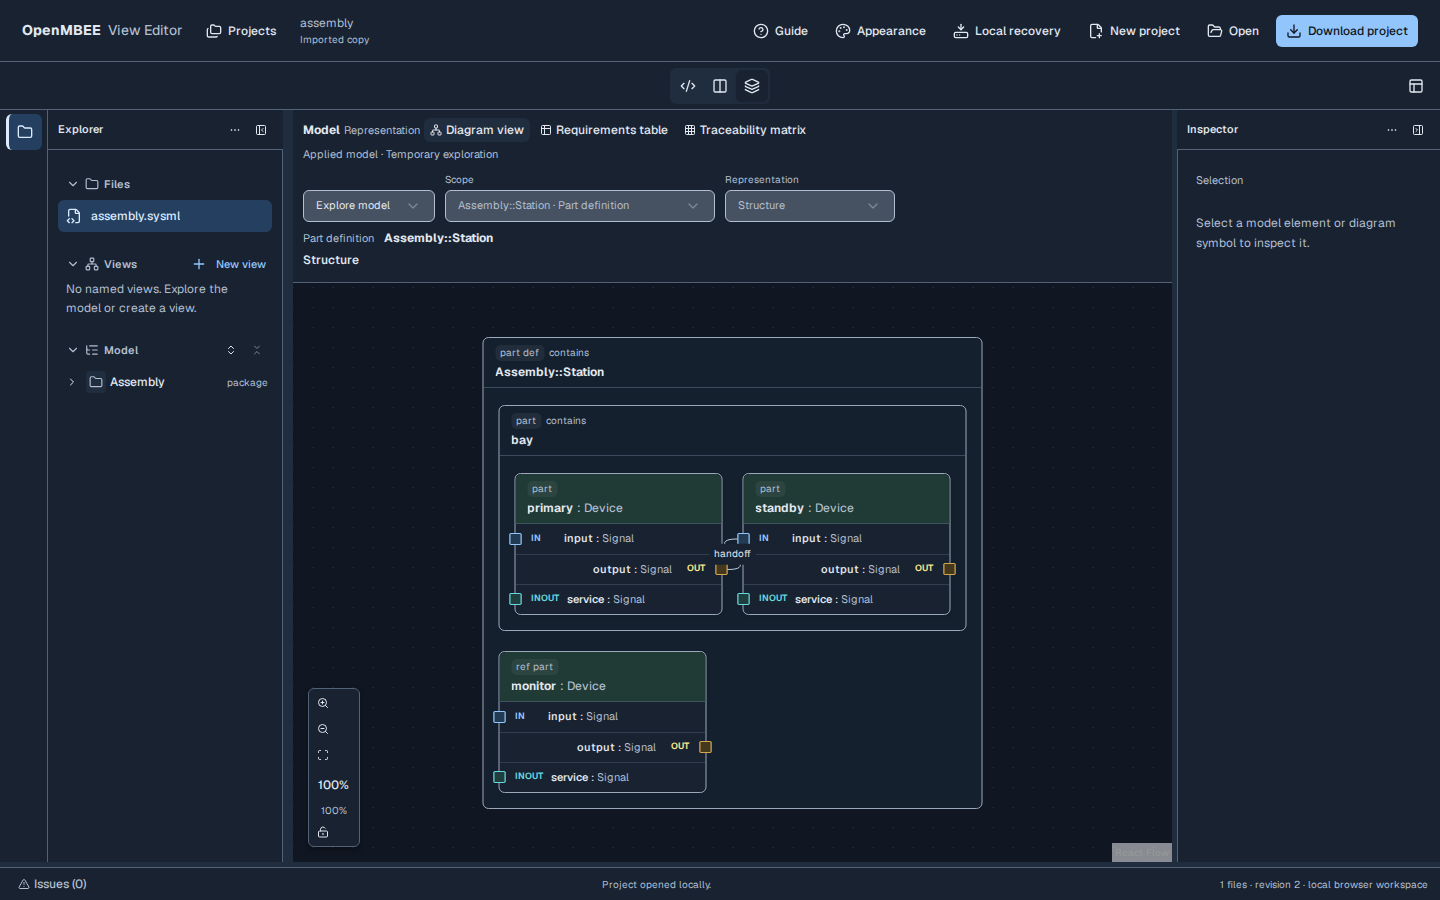 OpenMBEE View Editor
Projects
assembly
Imported copy
Guide
Appearance
Local recovery
New project
Open
Download project
Explorer
Files
assembly.sysml
Views
New view
No named views. Explore the
model or create a view.
Model
Assembly
package
Model Representation
Diagram view
Requirements table
Traceability matrix
Applied model · Temporary exploration
Scope
Representation
Explore model
Assembly::Station · Part definition
Structure
Part definition Assembly::Station
Structure
part def contains
Assembly::Station
part contains
bay
part
primary : Device
IN input : Signal
output : Signal OUT
INOUT service : Signal
handoff
part
standby : Device
IN input : Signal
output : Signal OUT
INOUT service : Signal
ref part
monitor : Device
IN input : Signal
output : Signal OUT
INOUT service : Signal
100%
100%
React Flow
Inspector
Selection
Select a model element or diagram
symbol to inspect it.
Issues (0)
Project opened locally.
1 files · revision 2 · local browser workspace